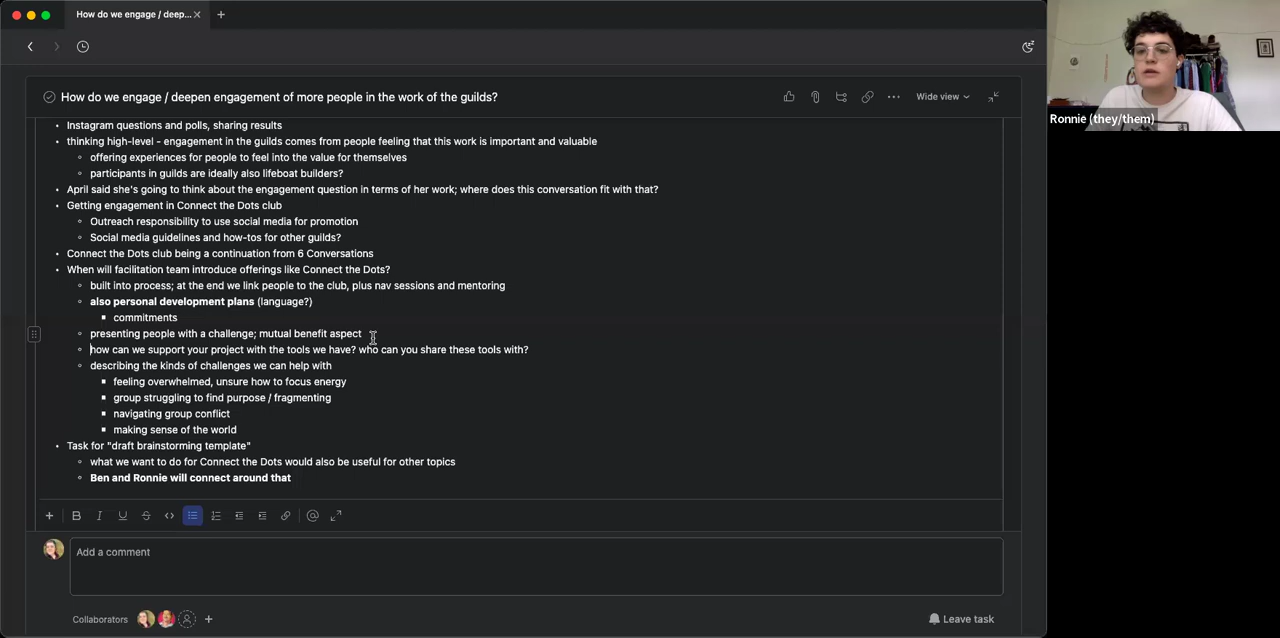 How do we engage / deep...
How do we engage / deepen engagement of more people in the work of the guilds?
Wide view
Ronnie (they/them)
• Instagram questions and polls, sharing results
• thinking high-level - engagement in the guilds comes from people feeling that this work is important and valuable
◦ offering experiences for people to feel into the value for themselves
◦ participants in guilds are ideally also lifeboat builders?
• April said she's going to think about the engagement question in terms of her work; where does this conversation fit with that?
• Getting engagement in Connect the Dots club
◦ Outreach responsibility to use social media for promotion
◦ Social media guidelines and how-tos for other guilds?
• Connect the Dots club being a continuation from 6 Conversations
• When will facilitation team introduce offerings like Connect the Dots?
◦ built into process; at the end we link people to the club, plus nav sessions and mentoring
◦ also personal development plans (language?)
▪ commitments
◦ presenting people with a challenge; mutual benefit aspect
◦ how can we support your project with the tools we have? who can you share these tools with?
◦ describing the kinds of challenges we can help with
▪ feeling overwhelmed, unsure how to focus energy
▪ group struggling to find purpose / fragmenting
▪ navigating group conflict
▪ making sense of the world
• Task for "draft brainstorming template"
◦ what we want to do for Connect the Dots would also be useful for other topics
◦ Ben and Ronnie will connect around that
B I U S
Add a comment
Collaborators
Leave task